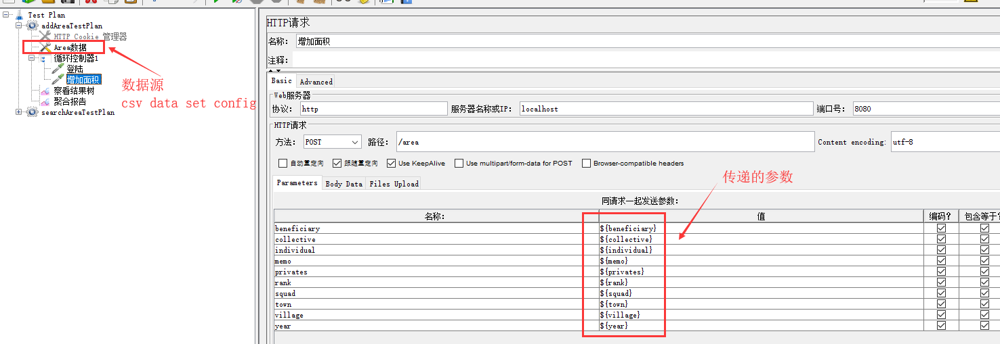 Test Plan
addAreaTestPlan
HTTP Cookie 管理器
Area数据
循环控制器1
登陆
增加面积
察看结果树
聚合报告
searchAreaTestPlan
数据源
csv data set config
HTTP请求
名称: 增加面积
注释:
Basic Advanced
Web服务器
协议: http 服务器名称或IP: localhost 端口号: 8080
HTTP请求
方法: POST 路径: /area Content encoding: utf-8
自动重定向 跟随重定向 Use KeepAlive Use multipart/form-data for POST Browser-compatible headers
Parameters Body Data Files Upload
传递的参数
同请求一起发送参数:
名称: 值 编码? 包含等于?
beneficiary ${beneficiary}
collective ${collective}
individual ${individual}
memo ${memo}
privates ${privates}
rank ${rank}
squad ${squad}
town ${town}
village ${village}
year ${year}